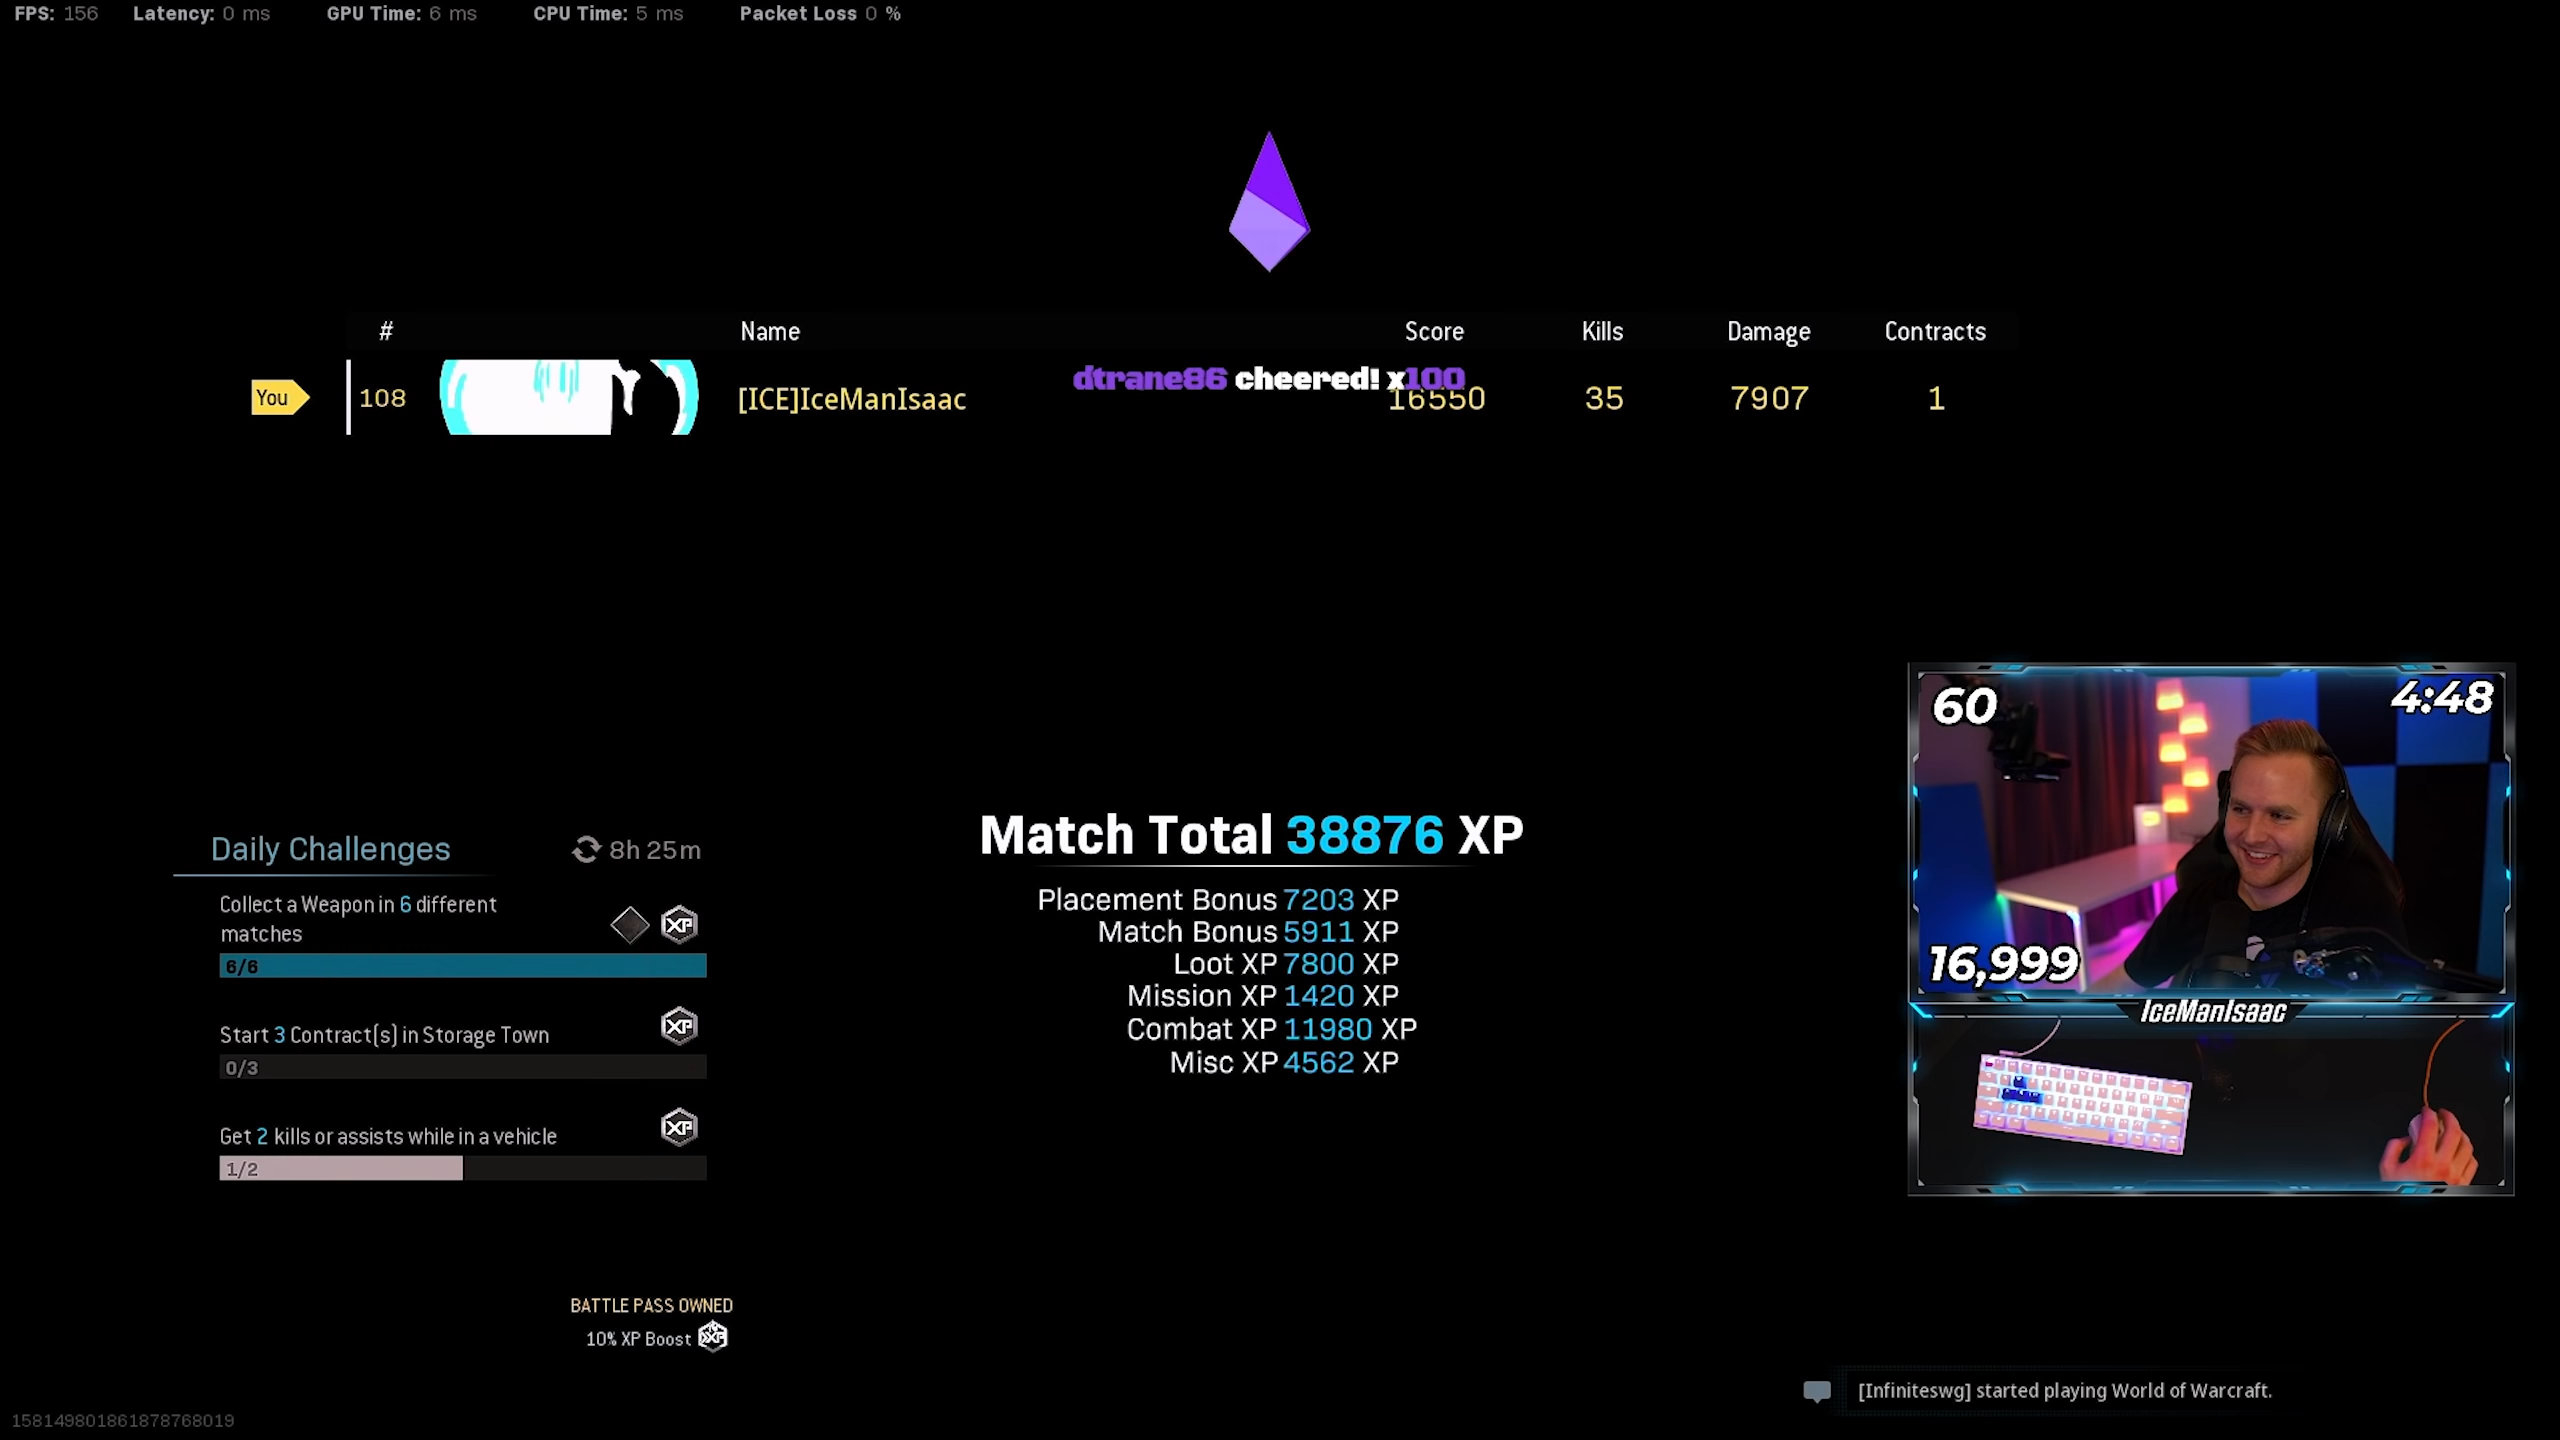 FPS: 156 Latency: 0 ms GPU Time: 6 ms CPU Time: 5 ms Packet Loss 0 %
# Name Score Kills Damage Contracts
dtrane86 cheered! x100
You 108 [ICE]IceManIsaac 16550 35 7907 1
60 4:48
16,999
IceManIsaac
Match Total 38876 XP
Placement Bonus 7203 XP
Match Bonus 5911 XP
Loot XP 7800 XP
Mission XP 1420 XP
Combat XP 11980 XP
Misc XP 4562 XP
Daily Challenges 8h 25m
Collect a Weapon in 6 different
matches
XP
6/6
Start 3 Contract(s) in Storage Town
XP
0/3
Get 2 kills or assists while in a vehicle
XP
1/2
BATTLE PASS OWNED
10% XP Boost XP
[Infiniteswg] started playing World of Warcraft.
158149801861878768019